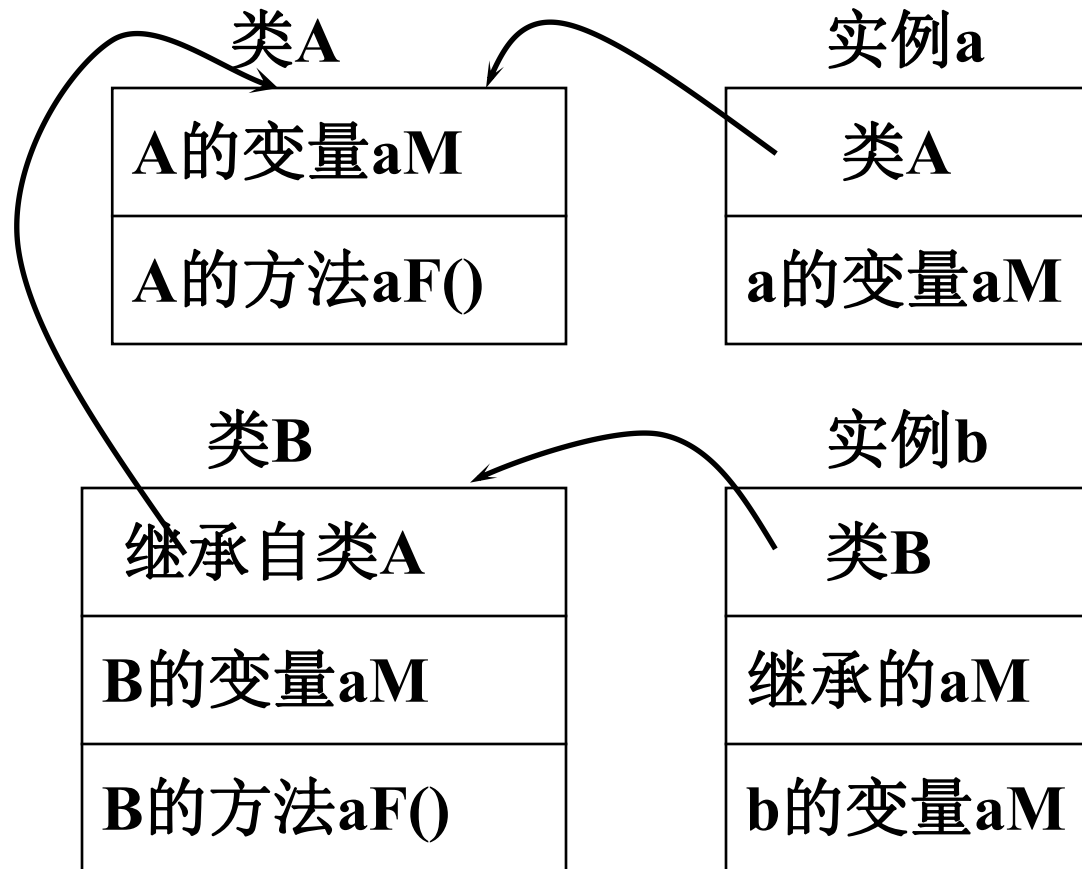 类A
A的变量aM
A的方法aF()
实例a
类A
a的变量aM
类B
继承自类A
B的变量aM
B的方法aF()
实例b
类B
继承的aM
b的变量aM